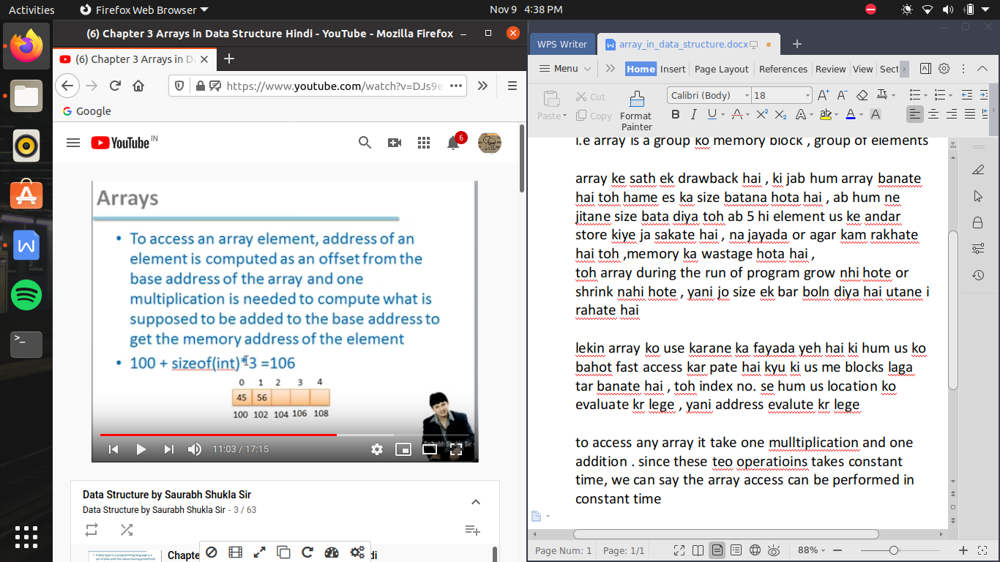 Activities
Firefox Web Browser
Nov 9 4:38 PM
(6) Chapter 3 Arrays in Data Structure Hindi - YouTube - Mozilla Firefox
(6) Chapter 3 Arrays in Da
https://www.youtube.com/watch?v=DJs9e
Google
YouTube IN
6
Arrays
• To access an array element, address of an
element is computed as an offset from the
base address of the array and one
multiplication is needed to compute what is
supposed to be added to the base address to
get the memory address of the element
• 100 + sizeof(int)*3 =106
0 1 2 3 4
45 56
100 102 104 106 108
11:03 / 17:15
Data Structure by Saurabh Shukla Sir
Data Structure by Saurabh Shukla Sir - 3 / 63
Chapte
di
WPS Writer
array_in_data_structure.docx
Menu
Home Insert Page Layout References Review View Sect
Paste
Cut
Copy
Format
Painter
Calibri (Body)
18
i.e array is a group ko memory block , group of elements
array ke sath ek drawback hai , ki jab hum array banate
hai toh hame es ka size batana hota hai , ab hum ne
jitane size bata diya toh ab 5 hi element us ke andar
store kiye ja sakate hai , na jayada or agar kam rakhate
hai toh ,memory ka wastage hota hai ,
toh array during the run of program grow nhi hote or
shrink nahi hote , yani jo size ek bar boln diya hai utane i
rahate hai
lekin array ko use karane ka fayada yeh hai ki hum us ko
bahot fast access kar pate hai kyu ki us me blocks laga
tar banate hai , toh index no. se hum us location ko
evaluate kr lege , yani address evalute kr lege
to access any array it take one mulltiplication and one
addition . since these teo operatioins takes constant
time, we can say the array access can be performed in
constant time
Page Num: 1 Page: 1/1
88%